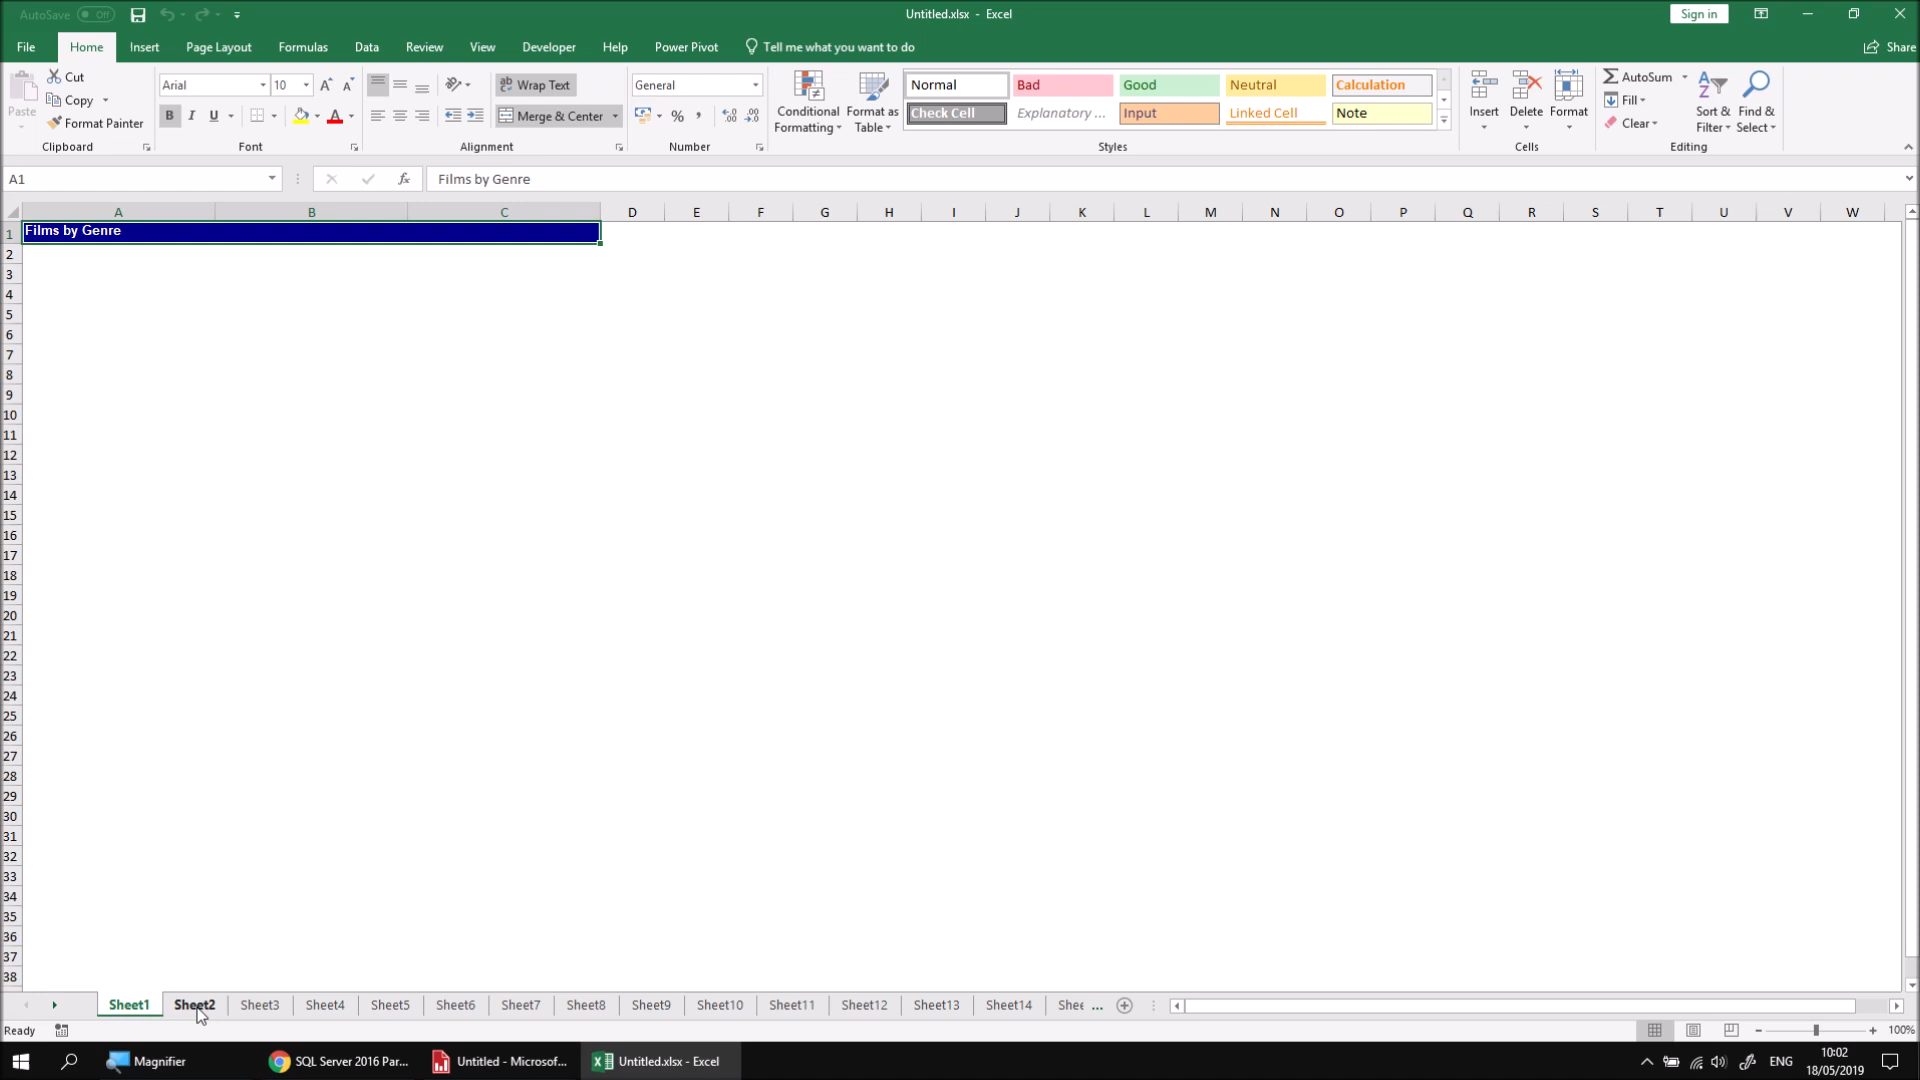 AutoSave Off
Untitled.xlsx - Excel
Sign in
File Home Insert Page Layout Formulas Data Review View Developer Help Power Pivot Tell me what you want to do Share
Paste
Cut
Copy
Format Painter
Clipboard
Arial 10
B I U
Font
ab Wrap Text
Merge & Center
Alignment
General
% ,
Number
Conditional Formatting
Format as Table
Normal Bad Good Neutral Calculation
Check Cell Explanatory ... Input Linked Cell Note
Styles
Insert Delete Format
Cells
AutoSum
Fill
Clear
Sort & Filter
Find & Select
Editing
A1
fx
Films by Genre
A B C D E F G H I J K L M N O P Q R S T U V W
1 Films by Genre
2
3
4
5
6
7
8
9
10
11
12
13
14
15
16
17
18
19
20
21
22
23
24
25
26
27
28
29
30
31
32
33
34
35
36
37
38
Sheet1 Sheet2 Sheet3 Sheet4 Sheet5 Sheet6 Sheet7 Sheet8 Sheet9 Sheet10 Sheet11 Sheet12 Sheet13 Sheet14 Shee ...
Ready
100%
Magnifier
SQL Server 2016 Par...
Untitled - Microsof...
Untitled.xlsx - Excel
ENG
10:02
18/05/2019